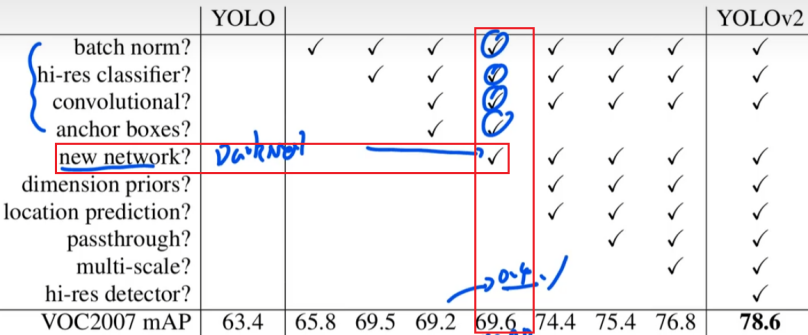 YOLO YOLOv2
batch norm? ✓ ✓ ✓ ✓ ✓ ✓ ✓ ✓
hi-res classifier? ✓ ✓ ✓ ✓ ✓ ✓ ✓
convolutional? ✓ ✓ ✓ ✓ ✓ ✓
anchor boxes? ✓ ✓
new network? DarkNet ✓ ✓ ✓ ✓ ✓
dimension priors? ✓ ✓ ✓ ✓
location prediction? ✓ ✓ ✓ ✓
passthrough? ✓ ✓ ✓
multi-scale? ✓ ✓
hi-res detector? ✓
VOC2007 mAP 63.4 65.8 69.5 69.2 69.6 74.4 75.4 76.8 78.6